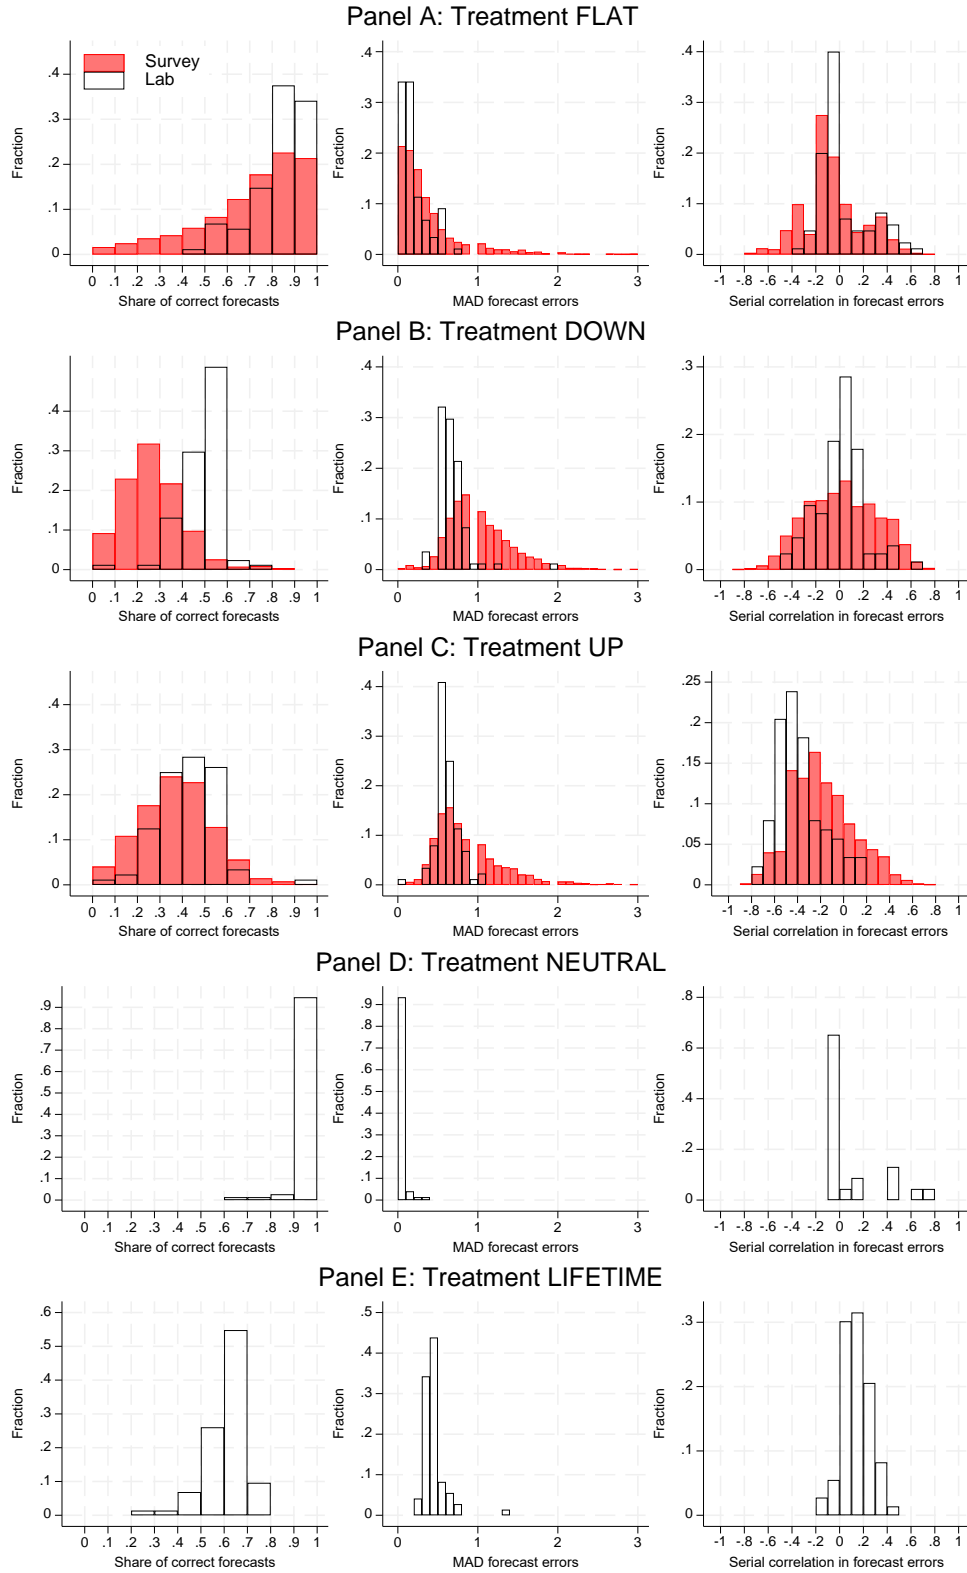 Panel A: Treatment FLAT
Survey
Lab
Fraction
.4
.3
.2
.1
0
0 .1 .2 .3 .4 .5 .6 .7 .8 .9 1
Share of correct forecasts
Fraction
.4
.3
.2
.1
0
0 1 2 3
MAD forecast errors
Fraction
.4
.3
.2
.1
0
-1 -.8 -.6 -.4 -.2 0 .2 .4 .6 .8 1
Serial correlation in forecast errors
Panel B: Treatment DOWN
Fraction
.4
.3
.2
.1
0
0 .1 .2 .3 .4 .5 .6 .7 .8 .9 1
Share of correct forecasts
Fraction
.4
.3
.2
.1
0
0 1 2 3
MAD forecast errors
Fraction
.3
.2
.1
0
-1 -.8 -.6 -.4 -.2 0 .2 .4 .6 .8 1
Serial correlation in forecast errors
Panel C: Treatment UP
Fraction
.4
.3
.2
.1
0
0 .1 .2 .3 .4 .5 .6 .7 .8 .9 1
Share of correct forecasts
Fraction
.4
.3
.2
.1
0
0 1 2 3
MAD forecast errors
Fraction
.25
.2
.15
.1
.05
0
-1 -.8 -.6 -.4 -.2 0 .2 .4 .6 .8 1
Serial correlation in forecast errors
Panel D: Treatment NEUTRAL
Fraction
.9
.8
.7
.6
.5
.4
.3
.2
.1
0
0 .1 .2 .3 .4 .5 .6 .7 .8 .9 1
Share of correct forecasts
Fraction
.9
.8
.7
.6
.5
.4
.3
.2
.1
0
0 1 2 3
MAD forecast errors
Fraction
.8
.6
.4
.2
0
-1 -.8 -.6 -.4 -.2 0 .2 .4 .6 .8 1
Serial correlation in forecast errors
Panel E: Treatment LIFETIME
Fraction
.6
.5
.4
.3
.2
.1
0
0 .1 .2 .3 .4 .5 .6 .7 .8 .9 1
Share of correct forecasts
Fraction
.5
.4
.3
.2
.1
0
0 1 2 3
MAD forecast errors
Fraction
.3
.2
.1
0
-1 -.8 -.6 -.4 -.2 0 .2 .4 .6 .8 1
Serial correlation in forecast errors